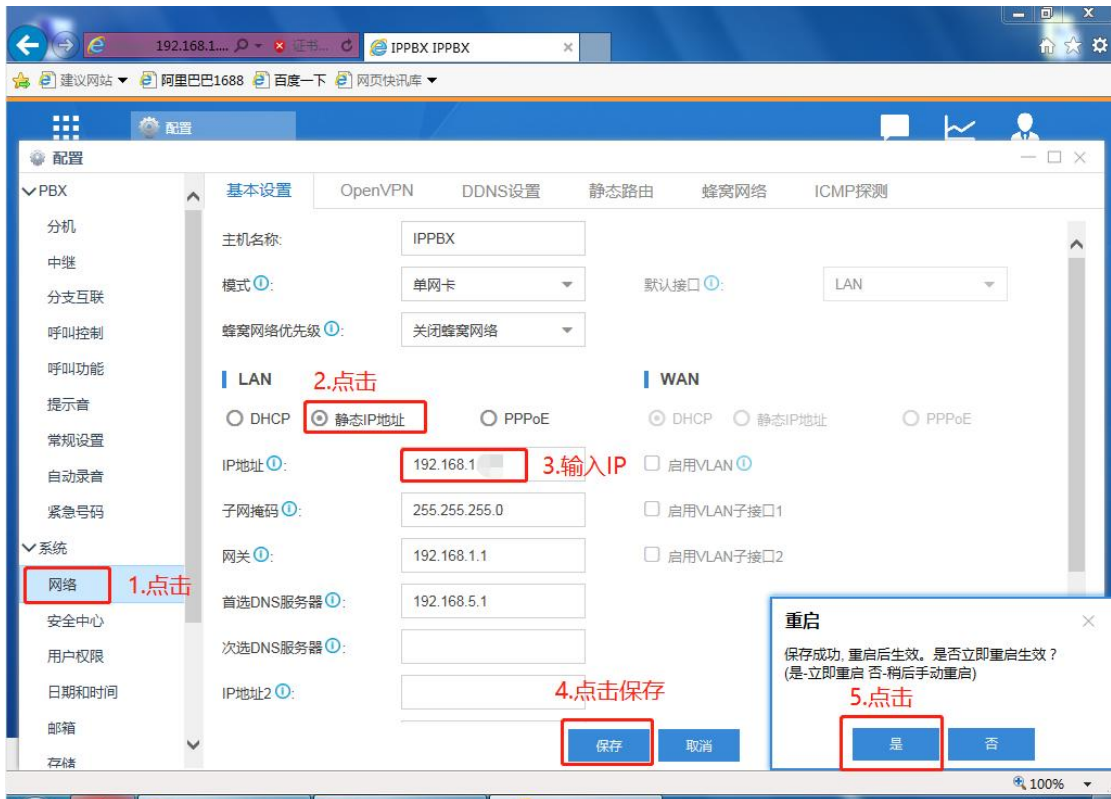 192.168.1.... 证书... IPPBX IPPBX
建议网站 阿里巴巴1688 百度一下 网页快讯库
配置
配置
PBX
分机
中继
分支互联
呼叫控制
呼叫功能
提示音
常规设置
自动录音
紧急号码
系统
网络 1.点击
安全中心
用户权限
日期和时间
邮箱
存储
基本设置 OpenVPN DDNS设置 静态路由 蜂窝网络 ICMP探测
主机名称: IPPBX
模式: 单网卡 默认接口: LAN
蜂窝网络优先级: 关闭蜂窝网络
LAN 2.点击 WAN
DHCP 静态IP地址 PPPoE DHCP 静态IP地址 PPPoE
IP地址: 192.168.1 3.输入IP 启用VLAN
子网掩码: 255.255.255.0 启用VLAN子接口1
网关: 192.168.1.1 启用VLAN子接口2
首选DNS服务器: 192.168.5.1
次选DNS服务器:
IP地址2:
4.点击保存
保存 取消
重启
保存成功, 重启后生效。是否立即重启生效?
(是-立即重启 否-稍后手动重启)
5.点击
是 否
100%